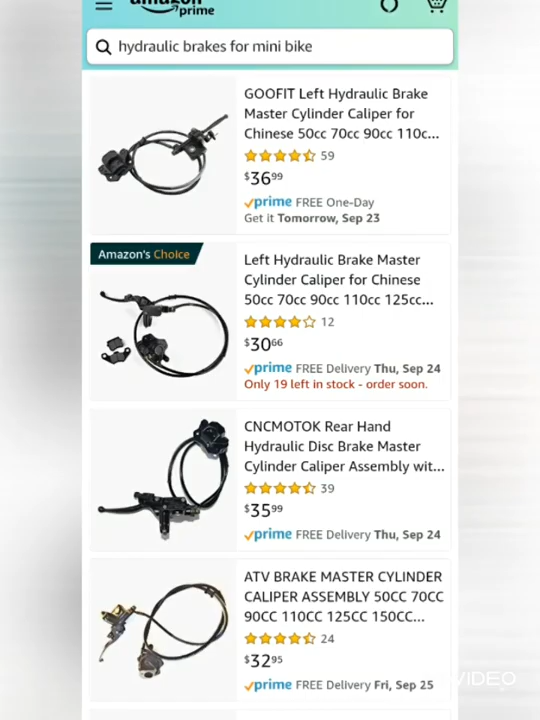 amazon
prime
hydraulic brakes for mini bike
GOOFIT Left Hydraulic Brake
Master Cylinder Caliper for
Chinese 50cc 70cc 90cc 110c...
59
$36 99
prime FREE One-Day
Get it Tomorrow, Sep 23
Amazon's Choice
Left Hydraulic Brake Master
Cylinder Caliper for Chinese
50cc 70cc 90cc 110cc 125cc...
12
$30 66
prime FREE Delivery Thu, Sep 24
Only 19 left in stock - order soon.
CNCMOTOK Rear Hand
Hydraulic Disc Brake Master
Cylinder Caliper Assembly wit...
39
$35 99
prime FREE Delivery Thu, Sep 24
ATV BRAKE MASTER CYLINDER
CALIPER ASSEMBLY 50CC 70CC
90CC 110CC 125CC 150CC...
24
$32 95
prime FREE Delivery Fri, Sep 25
VIDEO